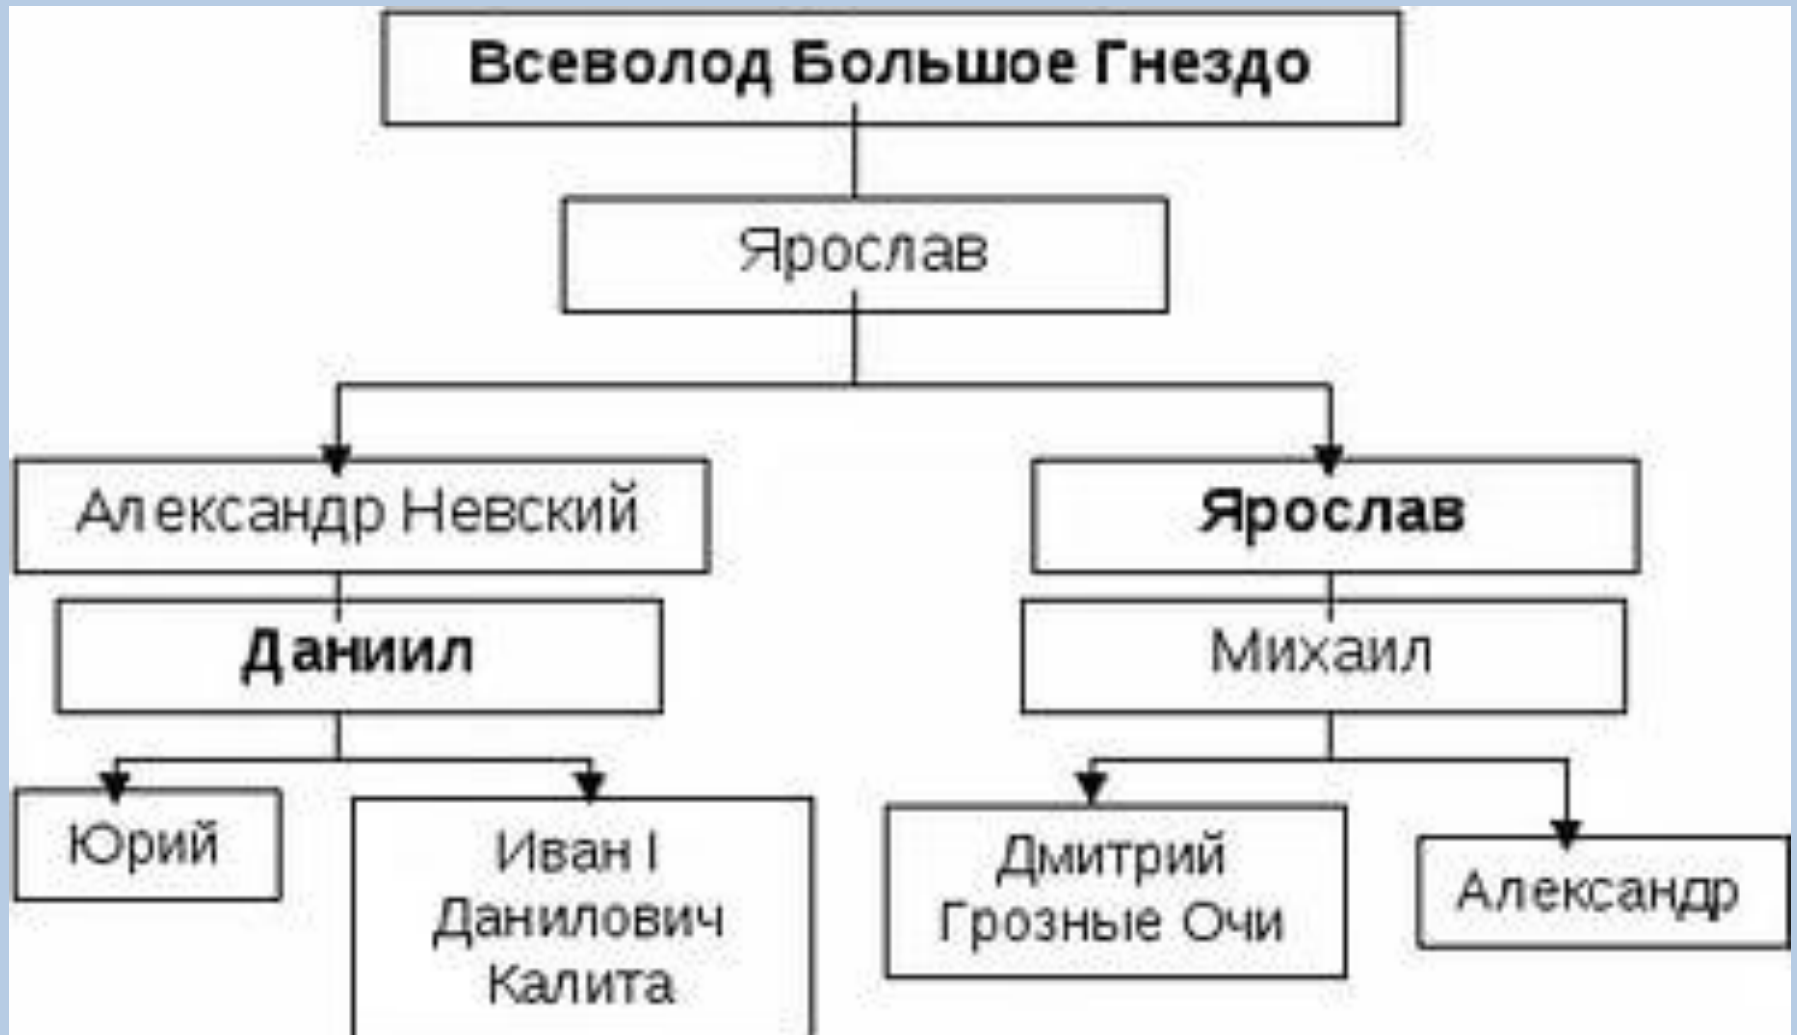 Всеволод Большое Гнездо
Ярослав
Александр Невский
Ярослав
Даниил
Михаил
Юрий
Иван I
Данилович
Калита
Дмитрий
Грозные Очи
Александр